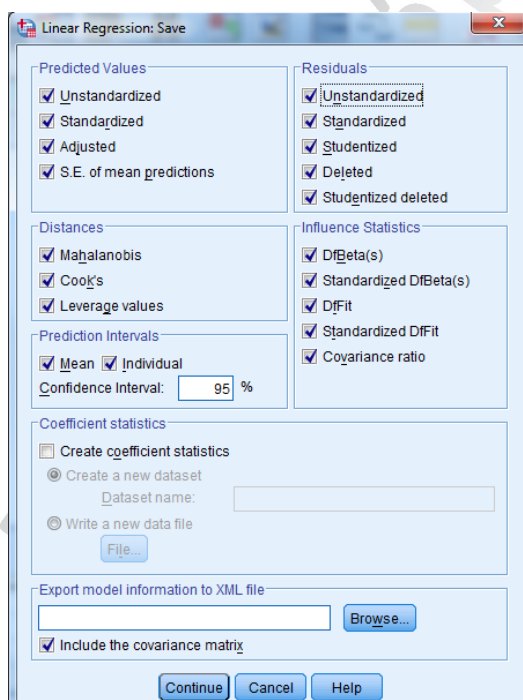 Linear Regression: Save
Predicted Values
Unstandardized
Standardized
Adjusted
S.E. of mean predictions
Residuals
Unstandardized
Standardized
Studentized
Deleted
Studentized deleted
Distances
Mahalanobis
Cook's
Leverage values
Influence Statistics
DfBeta(s)
Standardized DfBeta(s)
DfFit
Standardized DfFit
Covariance ratio
Prediction Intervals
Mean Individual
Confidence Interval: 95 %
Coefficient statistics
Create coefficient statistics
Create a new dataset
Dataset name:
Write a new data file
File...
Export model information to XML file
Browse...
Include the covariance matrix
Continue Cancel Help